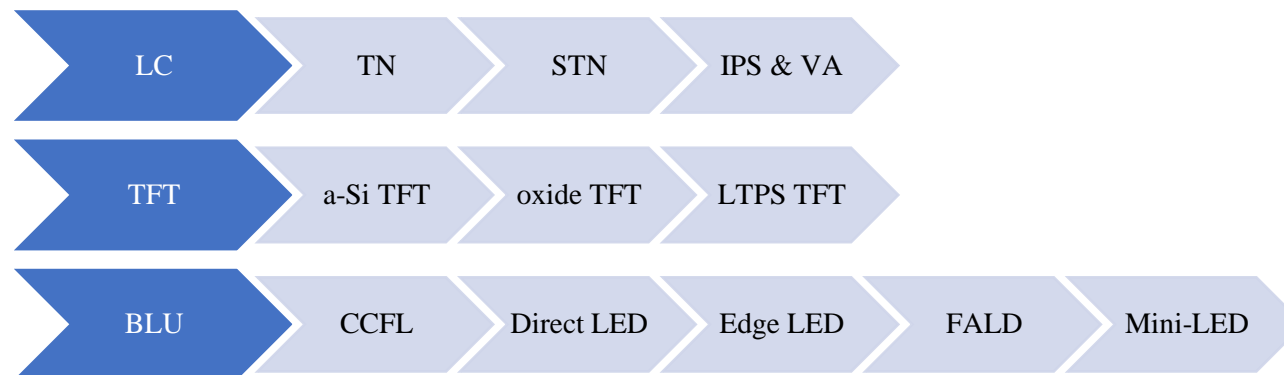 LC TN STN IPS & VA
TFT a-Si TFT oxide TFT LTPS TFT
BLU CCFL Direct LED Edge LED FALD Mini-LED